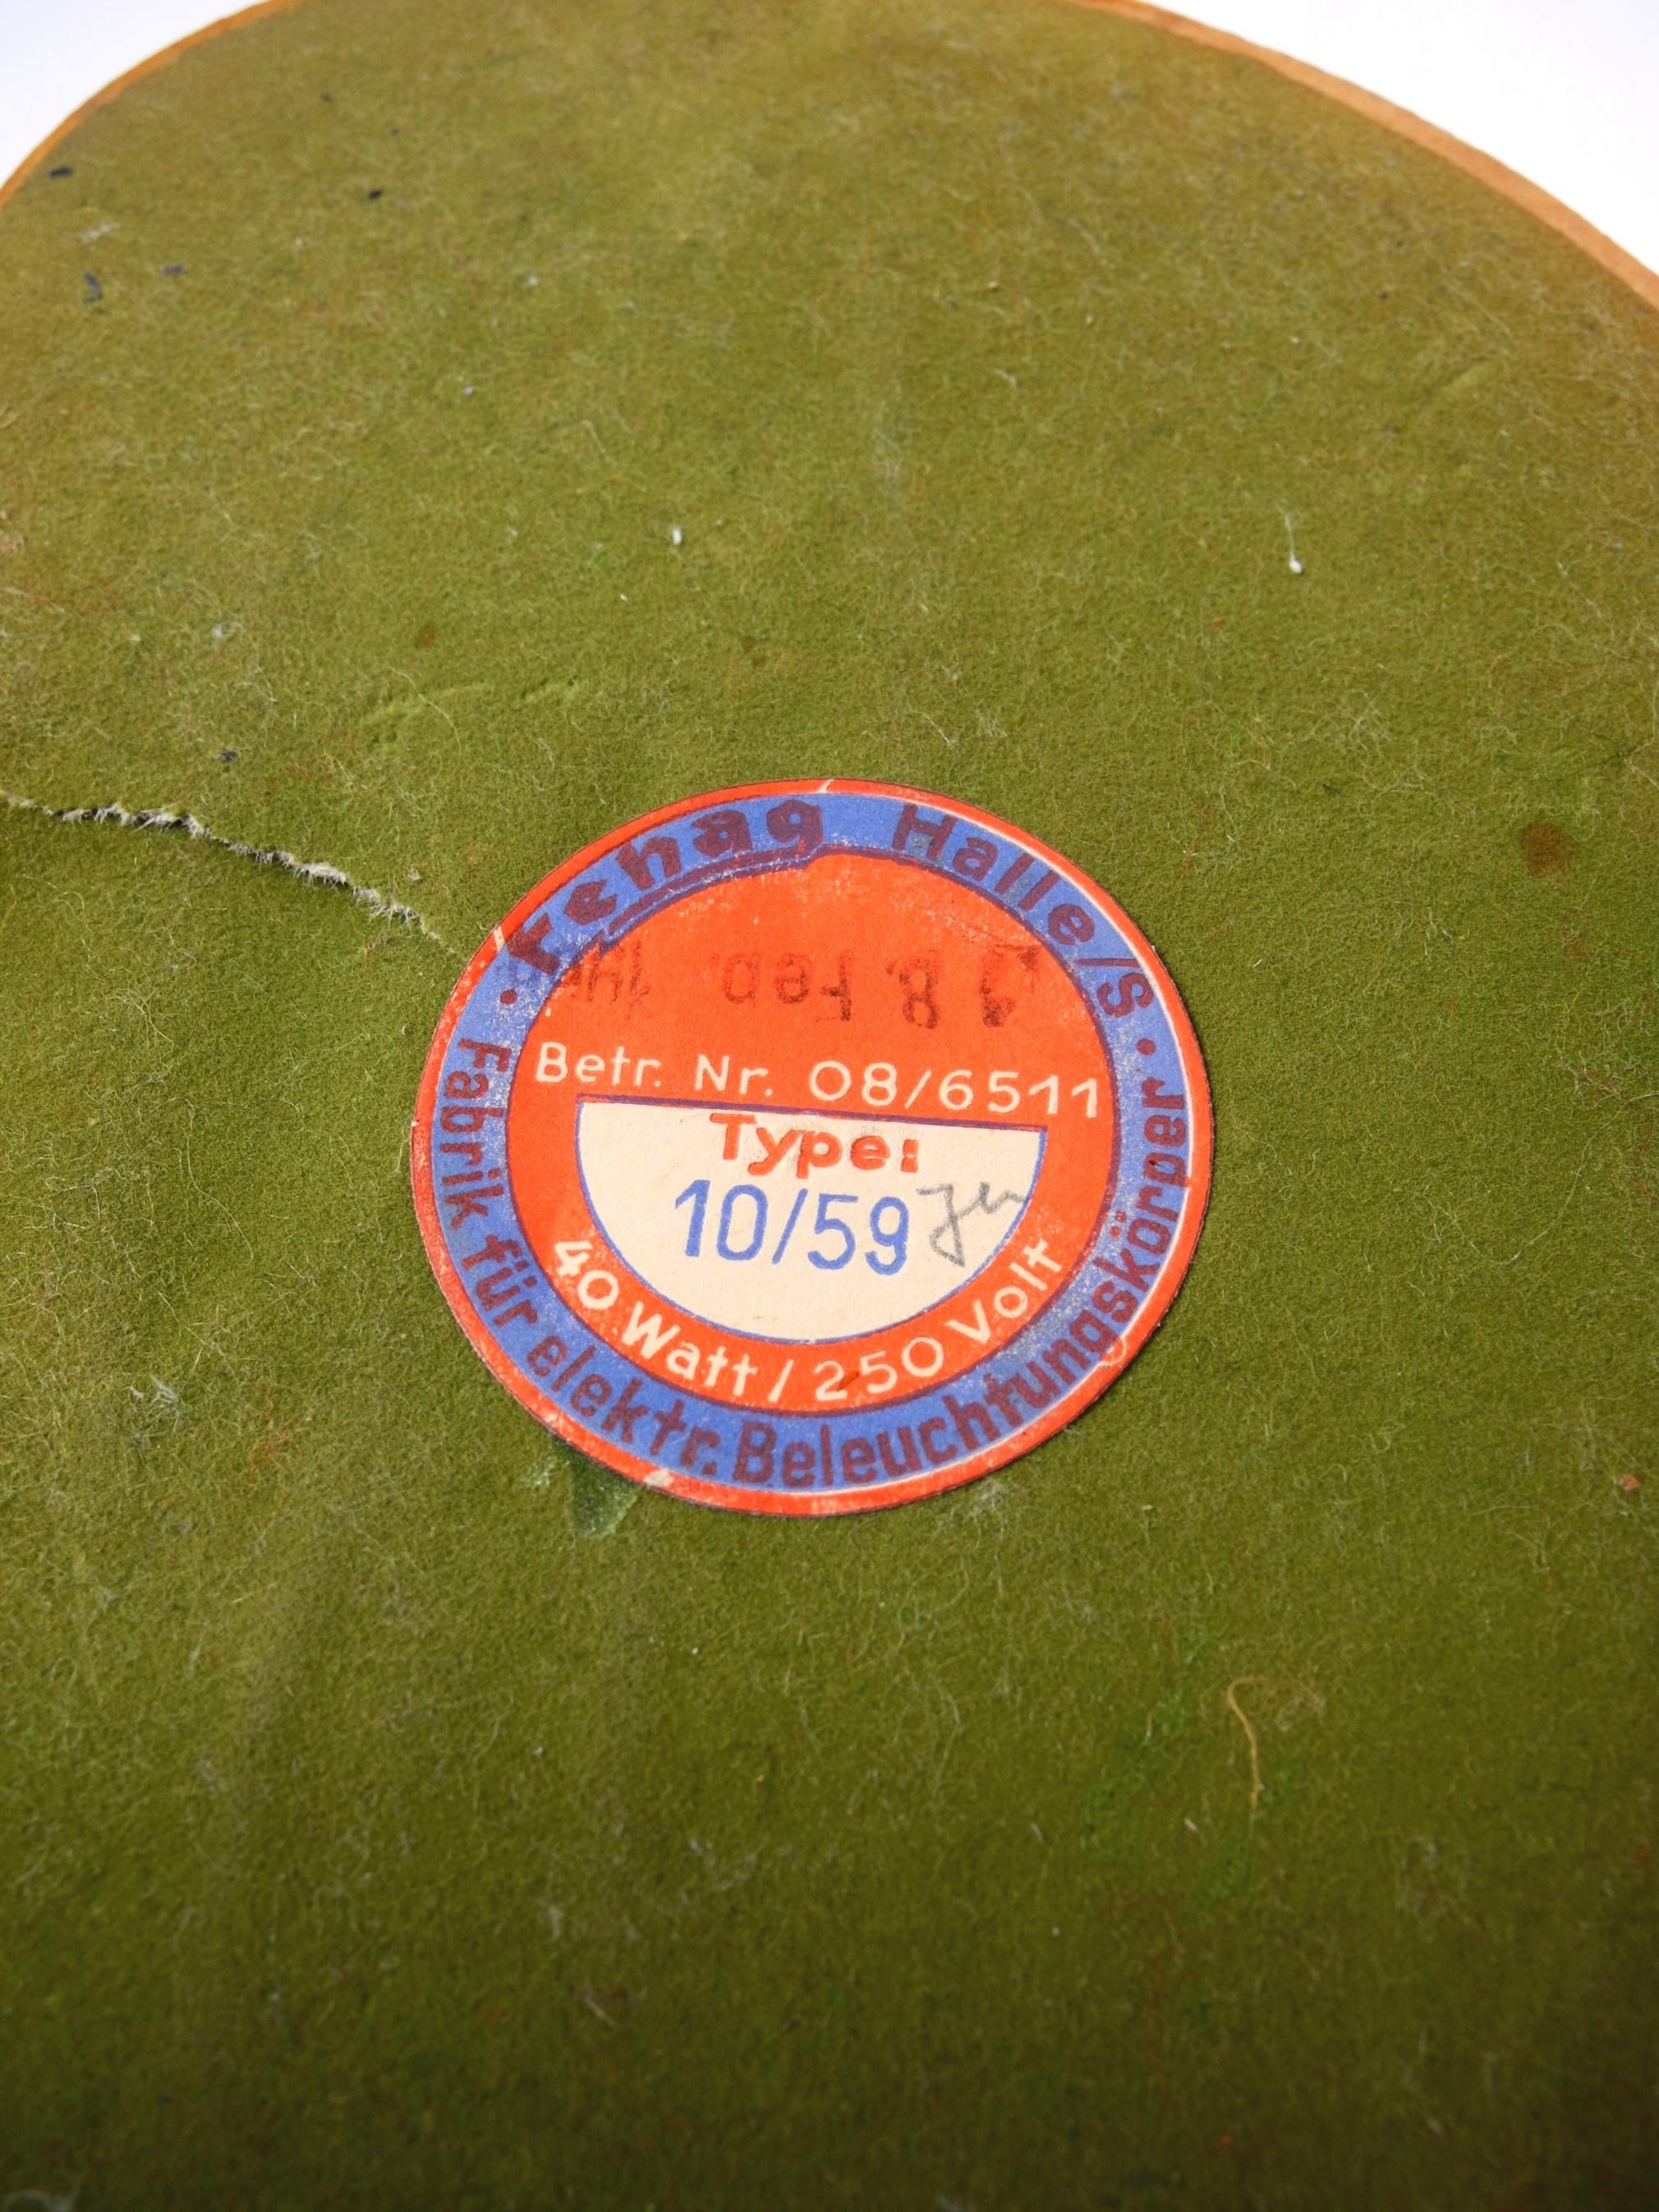 Fehag Halle/S.
18. Feb.
Betr. Nr. 08/6511
Type:
10/59
40 Watt / 250 Volt
Fabrik für elektr. Beleuchtungskörper